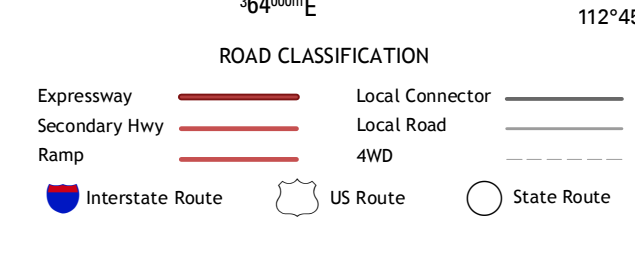 ³64⁰⁰⁰ᵐE
112°45
ROAD CLASSIFICATION
Expressway
Local Connector
Secondary Hwy
Local Road
Ramp
4WD
Interstate Route
US Route
State Route